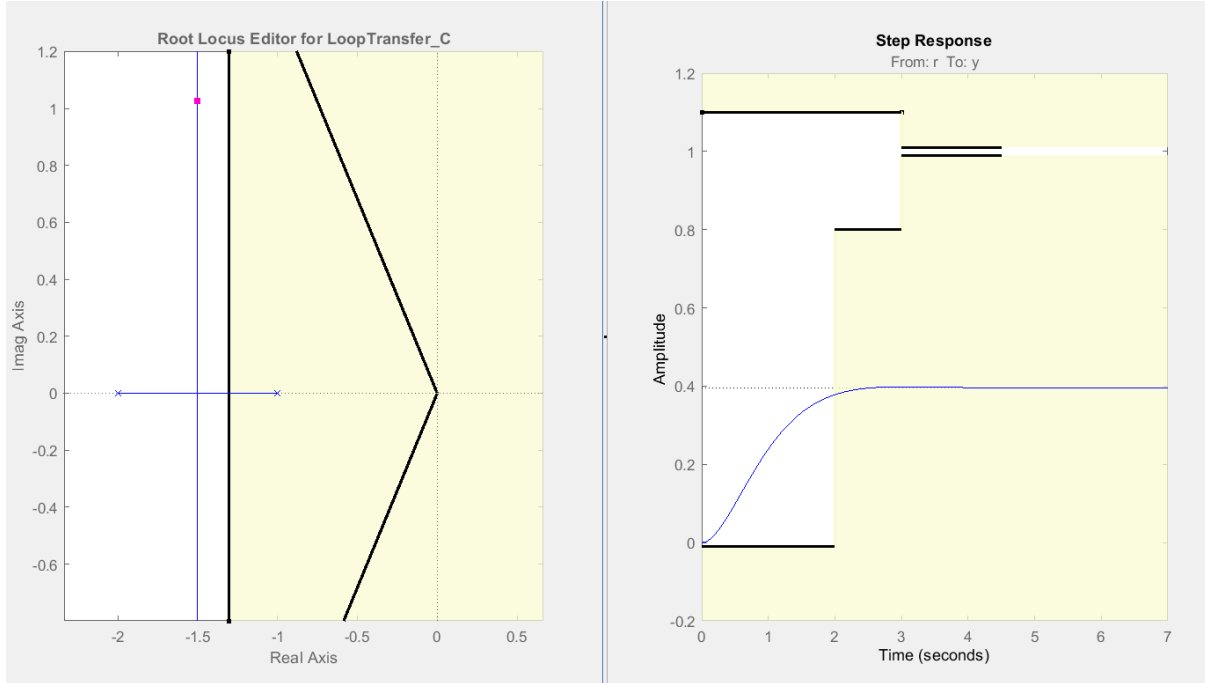 Root Locus Editor for LoopTransfer_C
1.2
1
0.8
0.6
0.4
0.2
0
-0.2
-0.4
-0.6
Imag Axis
-2 -1.5 -1 -0.5 0 0.5
Real Axis
Step Response
From: r To: y
1.2
1
0.8
0.6
0.4
0.2
0
-0.2
Amplitude
0 1 2 3 4 5 6 7
Time (seconds)